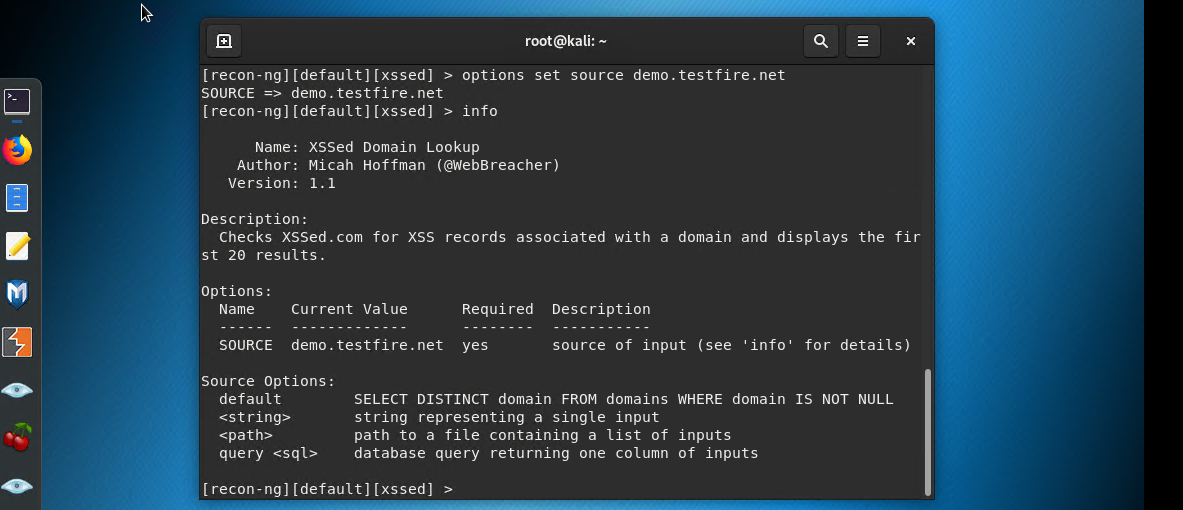 root@kali: ~
[recon-ng][default][xssed] > options set source demo.testfire.net
SOURCE => demo.testfire.net
[recon-ng][default][xssed] > info
Name: XSSed Domain Lookup
Author: Micah Hoffman (@WebBreacher)
Version: 1.1
Description:
Checks XSSed.com for XSS records associated with a domain and displays the fir
st 20 results.
Options:
Name Current Value Required Description
------ ------------- -------- -----------
SOURCE demo.testfire.net yes source of input (see 'info' for details)
Source Options:
default SELECT DISTINCT domain FROM domains WHERE domain IS NOT NULL
<string> string representing a single input
<path> path to a file containing a list of inputs
query <sql> database query returning one column of inputs
[recon-ng][default][xssed] >